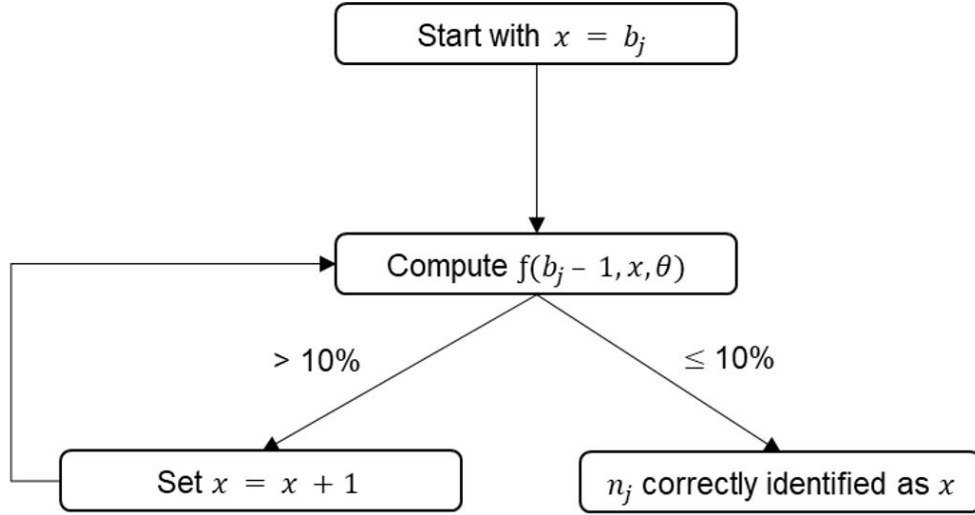 Start with x = b_j
Compute f(b_j − 1, x, θ)
> 10%
≤ 10%
Set x = x + 1
n_j correctly identified as x